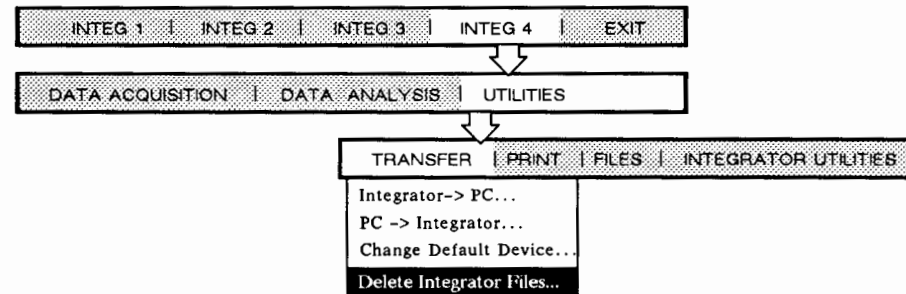 INTEG 1 | INTEG 2 | INTEG 3 | INTEG 4 | EXIT
DATA ACQUISITION | DATA ANALYSIS | UTILITIES
TRANSFER | PRINT | FILES | INTEGRATOR UTILITIES
Integrator-> PC...
PC -> Integrator...
Change Default Device...
Delete Integrator Files...